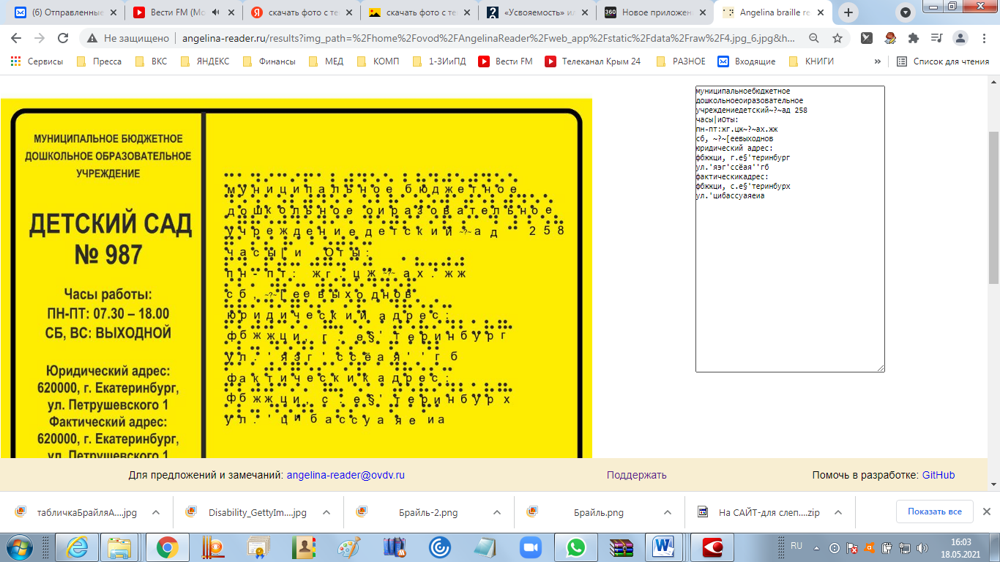 (6) Отправленные
Вести FM (Мо
скачать фото с те
скачать фото с те
«Усвояемость» ил
Новое приложен
Angelina braille re
Не защищено | angelina-reader.ru/results?img_path=%2Fhome%2Fovod%2FAngelinaReader%2Fweb_app%2Fstatic%2Fdata%2Fraw%2F4.jpg_6.jpg&h...
Сервисы Пресса ВКС ЯНДЕКС Финансы МЕД КОМП 1-ЗИиПД Вести FM Телеканал Крым 24 РАЗНОЕ Входящие КНИГИ » Список для чтения
МУНИЦИПАЛЬНОЕ БЮДЖЕТНОЕ
ДОШКОЛЬНОЕ ОБРАЗОВАТЕЛЬНОЕ
УЧРЕЖДЕНИЕ
ДЕТСКИЙ САД
№ 987
Часы работы:
ПН-ПТ: 07.30 – 18.00
СБ, ВС: ВЫХОДНОЙ
Юридический адрес:
620000, г. Екатеринбург,
ул. Петрушевского 1
Фактический адрес:
620000, г. Екатеринбург,
ул. Петрушевского 1
муниципальное бюджетное
дошкольное оиразовательное
учреждение детский ~?~ад 258
часы[и Оты:
пн-пт: жг.цж~?~ах.жж
сб, ~?~[еевыходнов
юридический адрес:
фбжжци, г.е§'теринбург
ул.'яэг'ссёая''гб
фактическикадрес:
фбжжци, с.е§'теринбурх
ул.'цибассуаяеиа
муниципальноебюджетное
дошкольноеоиразовательное
учреждениедетский~?~ад 258
часы|иОты:
пн-пт:жг.цж~?~ах.жж
сб, ~?~[еевыходнов
юридический адрес:
фбжжци, г.е§'теринбург
ул.'яэг'ссёая''гб
фактическикадрес:
фбжжци, с.е§'теринбурх
ул.'цибассуаяеиа
Для предложений и замечаний: angelina-reader@ovdv.ru
Поддержать
Помочь в разработке: GitHub
табличкаБрайляА....jpg
Disability_GettyIm....jpg
Брайль-2.png
Брайль.png
На САЙТ-для слеп....zip
Показать все
RU
16:03
18.05.2021